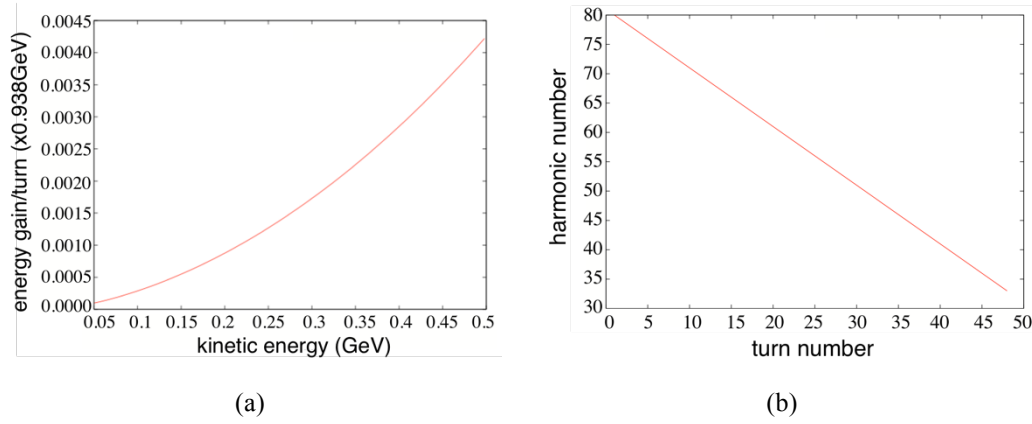 energy gain/turn (x0.938GeV)
0.0045
0.0040
0.0035
0.0030
0.0025
0.0020
0.0015
0.0010
0.0005
0.0000
0.05 0.1 0.15 0.2 0.25 0.3 0.35 0.4 0.45 0.5
kinetic energy (GeV)
(a)
harmonic number
80
75
70
65
60
55
50
45
40
35
30
0 5 10 15 20 25 30 35 40 45 50
turn number
(b)